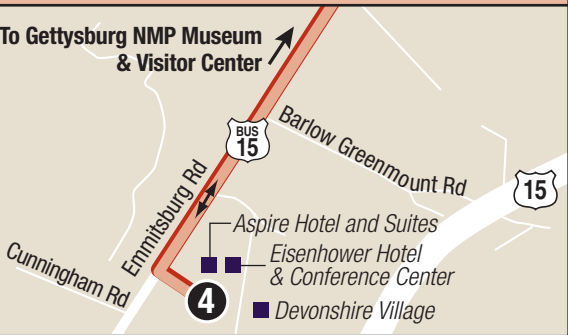 To Gettysburg NMP Museum
& Visitor Center
BUS
15
Barlow Greenmount Rd
15
Emmitsburg Rd
Aspire Hotel and Suites
Eisenhower Hotel
& Conference Center
Cunningham Rd
4
Devonshire Village